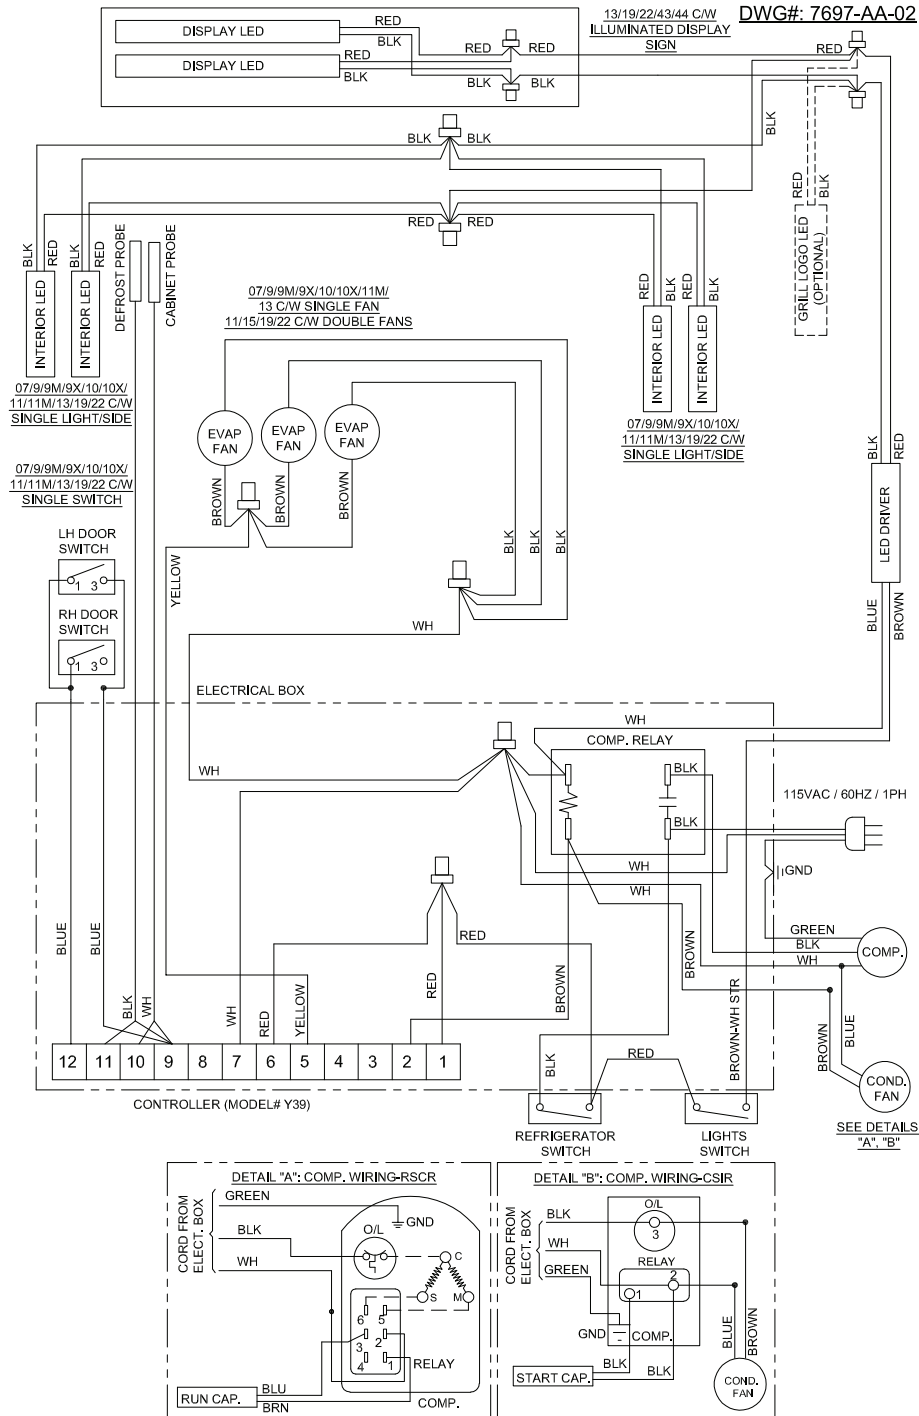 13/19/22/43/44 C/W
ILLUMINATED DISPLAY
SIGN
DWG#: 7697-AA-02
DISPLAY LED
RED
BLK
DISPLAY LED
RED
BLK
RED
RED
BLK
BLK
RED
BLK
BLK
BLK
RED
RED
RED
BLK
GRILL LOGO LED
(OPTIONAL)
BLK
RED
BLK
RED
DEFROST PROBE
CABINET PROBE
INTERIOR LED
INTERIOR LED
07/9/9M/9X/10/10X/
11/11M/13/19/22 C/W
SINGLE LIGHT/SIDE
07/9/9M/9X/10/10X/11M/
13 C/W SINGLE FAN
11/15/19/22 C/W DOUBLE FANS
RED
BLK
RED
BLK
INTERIOR LED
INTERIOR LED
07/9/9M/9X/10/10X/
11/11M/13/19/22 C/W
SINGLE LIGHT/SIDE
EVAP
FAN
EVAP
FAN
EVAP
FAN
BROWN
BROWN
BROWN
07/9/9M/9X/10/10X/
11/11M/13/19/22 C/W
SINGLE SWITCH
LH DOOR
SWITCH
1 3
RH DOOR
SWITCH
1 3
YELLOW
BLK
BLK
BLK
WH
BLK
RED
LED DRIVER
BLUE
BROWN
ELECTRICAL BOX
WH
WH
COMP. RELAY
BLK
BLK
115VAC / 60HZ / 1PH
WH
WH
GND
GREEN
BLK
WH
COMP.
BLUE
BLUE
BLK
WH
WH
RED
YELLOW
RED
RED
BROWN
BROWN
BROWN-WH STR
BROWN
BLUE
COND.
FAN
SEE DETAILS
"A", "B"
12 11 10 9 8 7 6 5 4 3 2 1
CONTROLLER (MODEL# Y39)
BLK
RED
REFRIGERATOR
SWITCH
LIGHTS
SWITCH
DETAIL "A": COMP. WIRING-RSCR
CORD FROM
ELECT. BOX
GREEN
BLK
WH
GND
O/L
C
S
M
6 5
3 2
4 1
RELAY
COMP.
RUN CAP.
BLU
BRN
DETAIL "B": COMP. WIRING-CSIR
CORD FROM
ELECT. BOX
BLK
WH
GREEN
O/L
3
RELAY
2
1
GND
COMP.
BLK
BLK
START CAP.
BLUE
BROWN
COND.
FAN